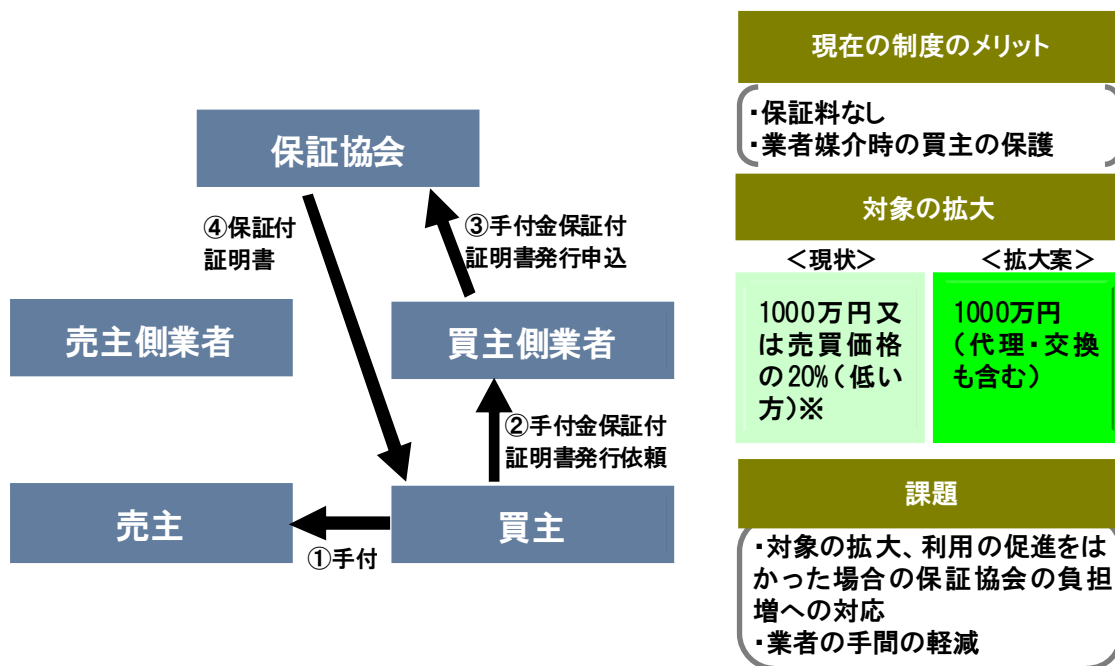 保証協会
④保証付
証明書
③手付金保証付
証明書発行申込
売主側業者
買主側業者
②手付金保証付
証明書発行依頼
売主
買主
①手付
現在の制度のメリット
・保証料なし
・業者媒介時の買主の保護
対象の拡大
＜現状＞
＜拡大案＞
1000万円又
は売買価格
の20%(低い
方)※
1000万円
(代理・交換
も含む)
課題
・対象の拡大、利用の促進をは
かった場合の保証協会の負担
増への対応
・業者の手間の軽減